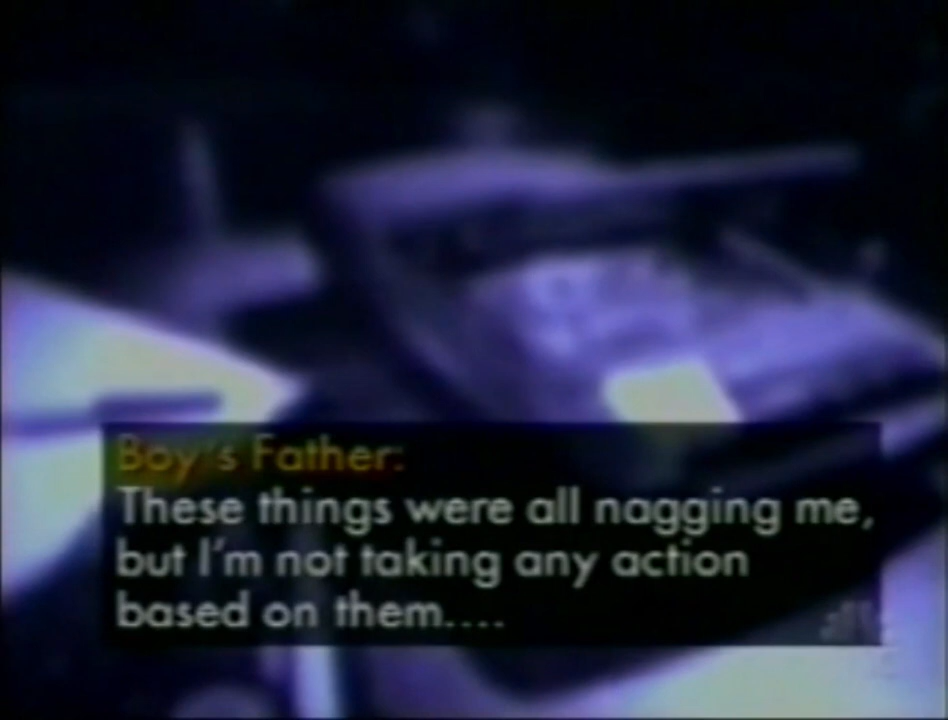 Boy's Father:
These things were all nagging me,
but I'm not taking any action
based on them....